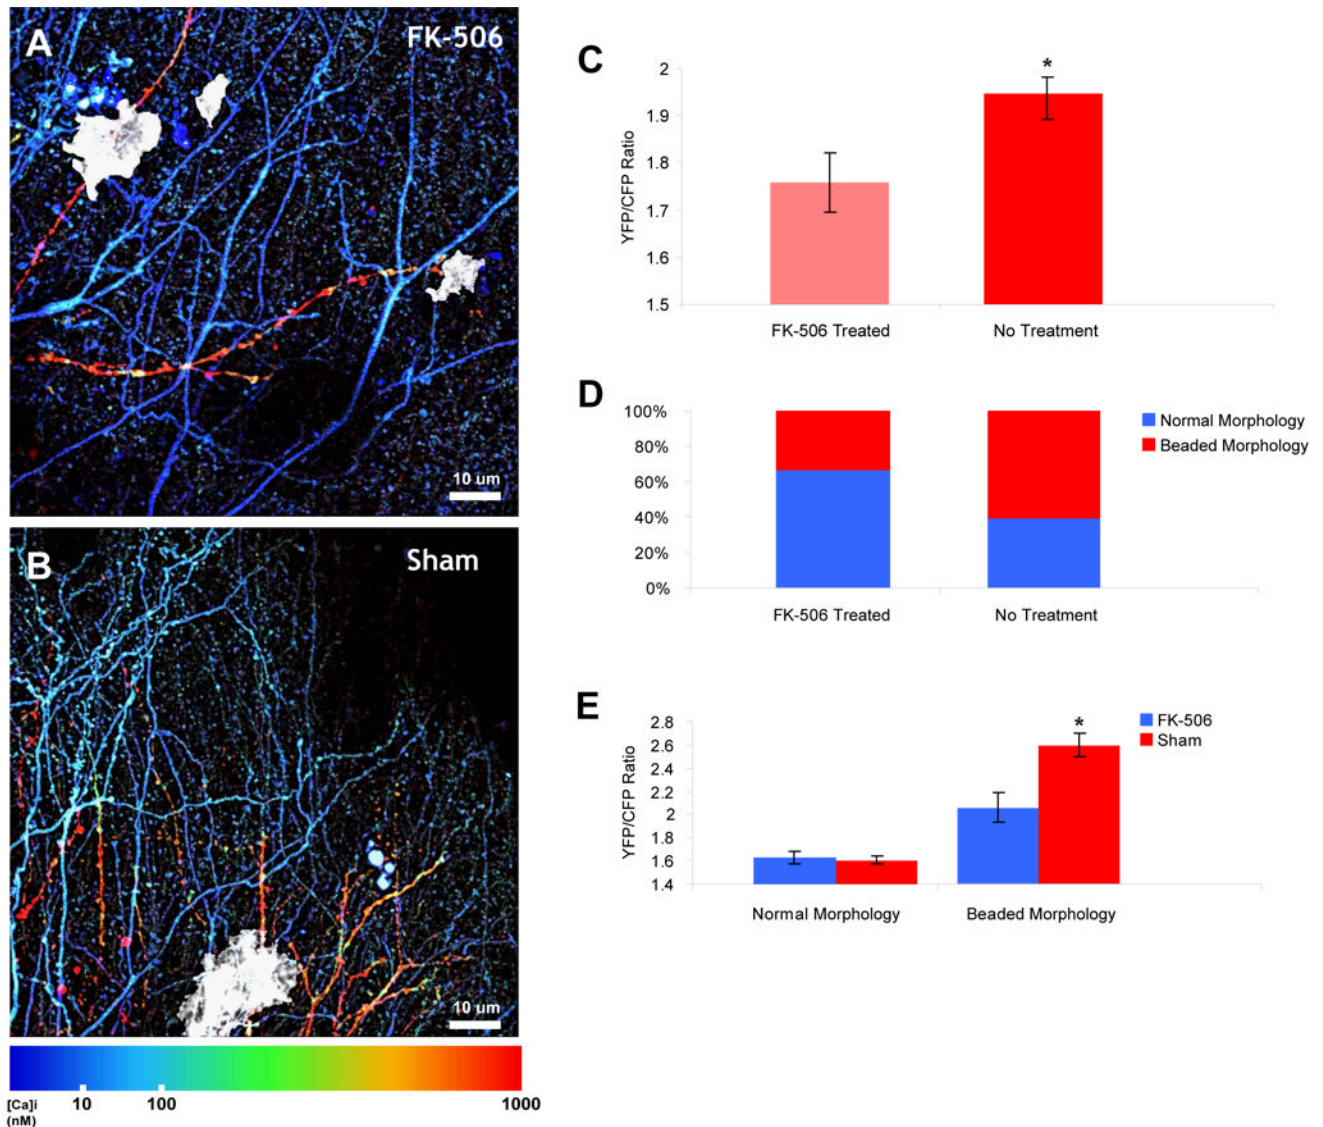 A
FK-506
10 um
B
Sham
10 um
[Ca]i
(nM)
10
100
1000
C
YFP/CFP Ratio
2
1.9
1.8
1.7
1.6
1.5
*
FK-506 Treated
No Treatment
D
100%
80%
60%
40%
20%
0%
FK-506 Treated
No Treatment
Normal Morphology
Beaded Morphology
E
YFP/CFP Ratio
2.8
2.6
2.4
2.2
2
1.8
1.6
1.4
*
Normal Morphology
Beaded Morphology
FK-506
Sham